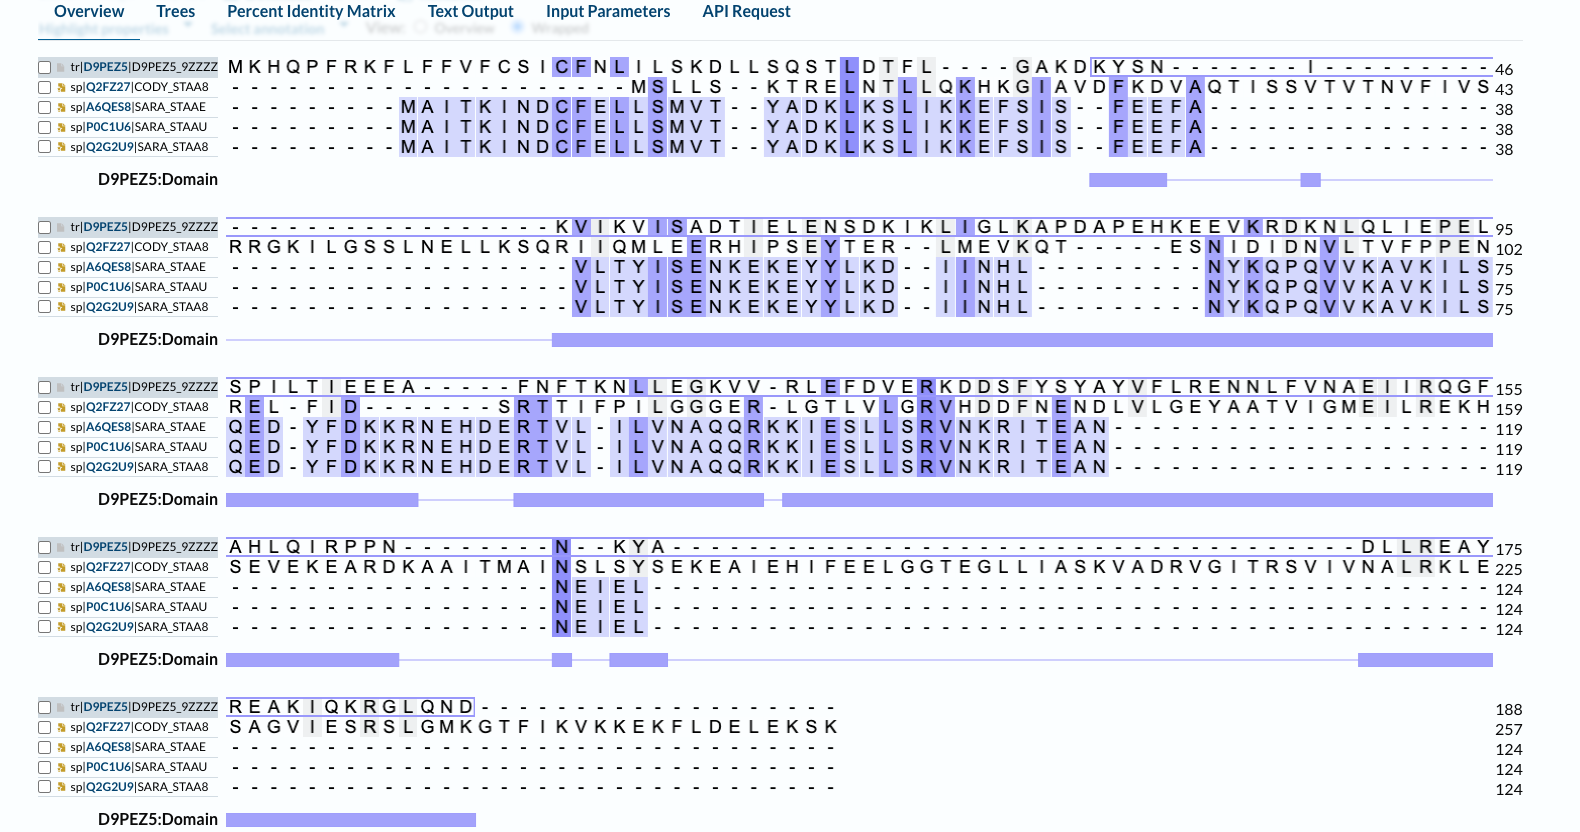 Overview Trees Percent Identity Matrix Text Output Input Parameters API Request
Highlight properties Select annotation View: Overview Wrapped
tr|D9PEZ5|D9PEZ5_9ZZZZ MKHQPFRKFLFFVFCSICFNLILSKDLLSQSTLDTFL----GAKDKYSN-------I--------- 46
sp|Q2FZ27|CODY_STAA8 ---------------------MSLLS--KTRELNTLLQKHKGIAVDFKDVAQTISSVTVTNVFIVS 43
sp|A6QES8|SARA_STAAE ---------MAITKINDCFELLSMVT--YADKLKSLIKKEFSIS--FEEFA--------------- 38
sp|P0C1U6|SARA_STAAU ---------MAITKINDCFELLSMVT--YADKLKSLIKKEFSIS--FEEFA--------------- 38
sp|Q2G2U9|SARA_STAA8 ---------MAITKINDCFELLSMVT--YADKLKSLIKKEFSIS--FEEFA--------------- 38
D9PEZ5:Domain
tr|D9PEZ5|D9PEZ5_9ZZZZ -----------------KVIKVISADTIELENSDKIKLIGLKAPDAPEHKEEVKRDKNLQLIEPEL 95
sp|Q2FZ27|CODY_STAA8 RRGKILGSSLNELLKSQRIIQMLEERHIPSEYTER--LMEVKQT-----ESNIDIDNVLTVFPPEN 102
sp|A6QES8|SARA_STAAE ------------------VLTYISENKEKEYYLKD--IINHL---------NYKQPQVVKAVKILS 75
sp|P0C1U6|SARA_STAAU ------------------VLTYISENKEKEYYLKD--IINHL---------NYKQPQVVKAVKILS 75
sp|Q2G2U9|SARA_STAA8 ------------------VLTYISENKEKEYYLKD--IINHL---------NYKQPQVVKAVKILS 75
D9PEZ5:Domain
tr|D9PEZ5|D9PEZ5_9ZZZZ SPILTIEEEA-----FNFTKNLLEGKVV-RLEFDVERKDDSFYSYAYVFLRENNLFVNAEIIRQGF 155
sp|Q2FZ27|CODY_STAA8 REL-FID-------SRTTIFPILGGGER-LGTLVLGRVHDDFNENDLVLGEYAATVIGMEILREKH 159
sp|A6QES8|SARA_STAAE QED-YFDKKRNEHDERTVL-ILVNAQQRKKIESLLSRVNKRITEAN-------------------- 119
sp|P0C1U6|SARA_STAAU QED-YFDKKRNEHDERTVL-ILVNAQQRKKIESLLSRVNKRITEAN-------------------- 119
sp|Q2G2U9|SARA_STAA8 QED-YFDKKRNEHDERTVL-ILVNAQQRKKIESLLSRVNKRITEAN-------------------- 119
D9PEZ5:Domain
tr|D9PEZ5|D9PEZ5_9ZZZZ AHLQIRPPN--------N--KYA------------------------------------DLLREAY 175
sp|Q2FZ27|CODY_STAA8 SEVEKEARDKAAITMAINSLSYSEKEAIEHIFEELGGTEGLLIASKVADRVGITRSVIVNALRKLE 225
sp|A6QES8|SARA_STAAE -----------------NEIEL-------------------------------------------- 124
sp|P0C1U6|SARA_STAAU -----------------NEIEL-------------------------------------------- 124
sp|Q2G2U9|SARA_STAA8 -----------------NEIEL-------------------------------------------- 124
D9PEZ5:Domain
tr|D9PEZ5|D9PEZ5_9ZZZZ REAKIQKRGLQND------------------- 188
sp|Q2FZ27|CODY_STAA8 SAGVIESRSLGMKGTFIKVKKEKFLDELEKSK 257
sp|A6QES8|SARA_STAAE -------------------------------- 124
sp|P0C1U6|SARA_STAAU -------------------------------- 124
sp|Q2G2U9|SARA_STAA8 -------------------------------- 124
D9PEZ5:Domain